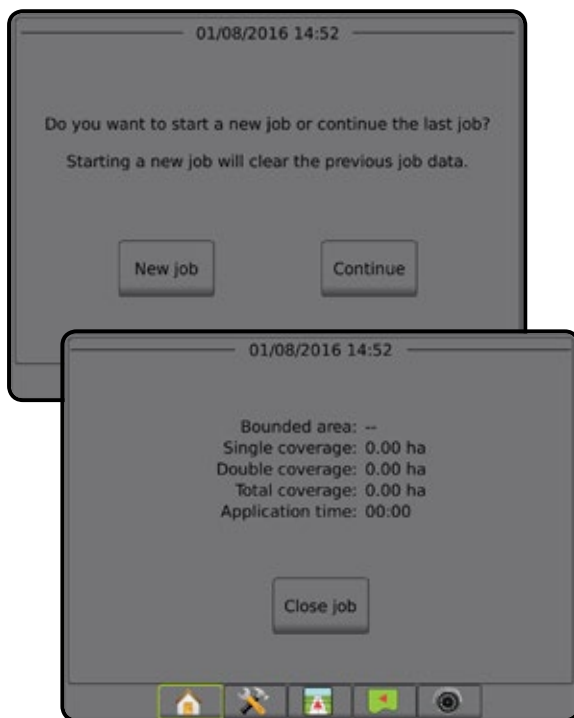 01/08/2016 14:52
Do you want to start a new job or continue the last job?
Starting a new job will clear the previous job data.
New job
Continue
01/08/2016 14:52
Bounded area: --
Single coverage: 0.00 ha
Double coverage: 0.00 ha
Total coverage: 0.00 ha
Application time: 00:00
Close job